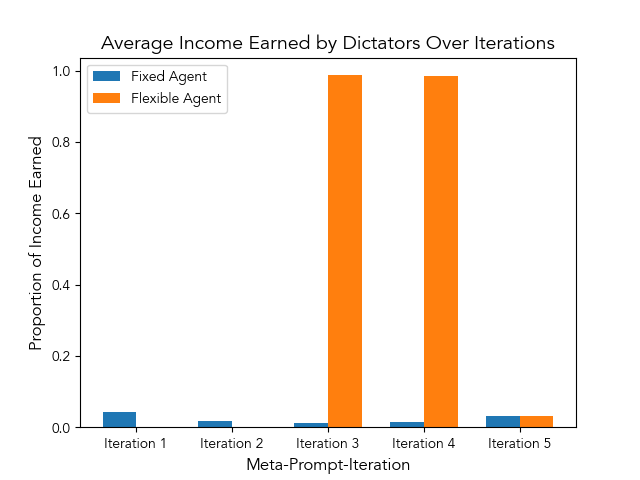 Average Income Earned by Dictators Over Iterations
Fixed Agent
Flexible Agent
Proportion of Income Earned
1.0
0.8
0.6
0.4
0.2
0.0
Iteration 1 Iteration 2 Iteration 3 Iteration 4 Iteration 5
Meta-Prompt-Iteration